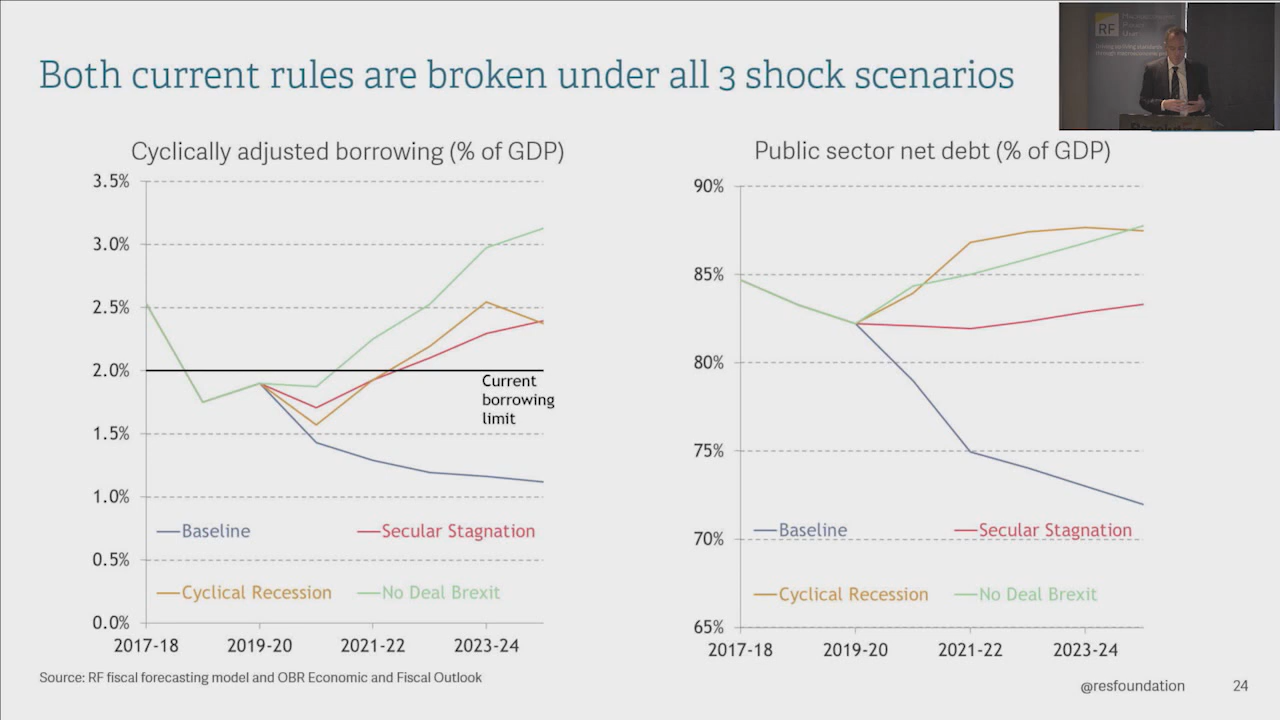 Both current rules are broken under all 3 shock scenarios
RF
Macroeconomic
Policy
Unit
Cyclically adjusted borrowing (% of GDP)
3.5%
3.0%
2.5%
2.0%
1.5%
1.0%
0.5%
0.0%
Current
borrowing
limit
Baseline
Secular Stagnation
Cyclical Recession
No Deal Brexit
2017-18
2019-20
2021-22
2023-24
Public sector net debt (% of GDP)
90%
85%
80%
75%
70%
65%
Baseline
Secular Stagnation
Cyclical Recession
No Deal Brexit
2017-18
2019-20
2021-22
2023-24
Source: RF fiscal forecasting model and OBR Economic and Fiscal Outlook
@resfoundation
24